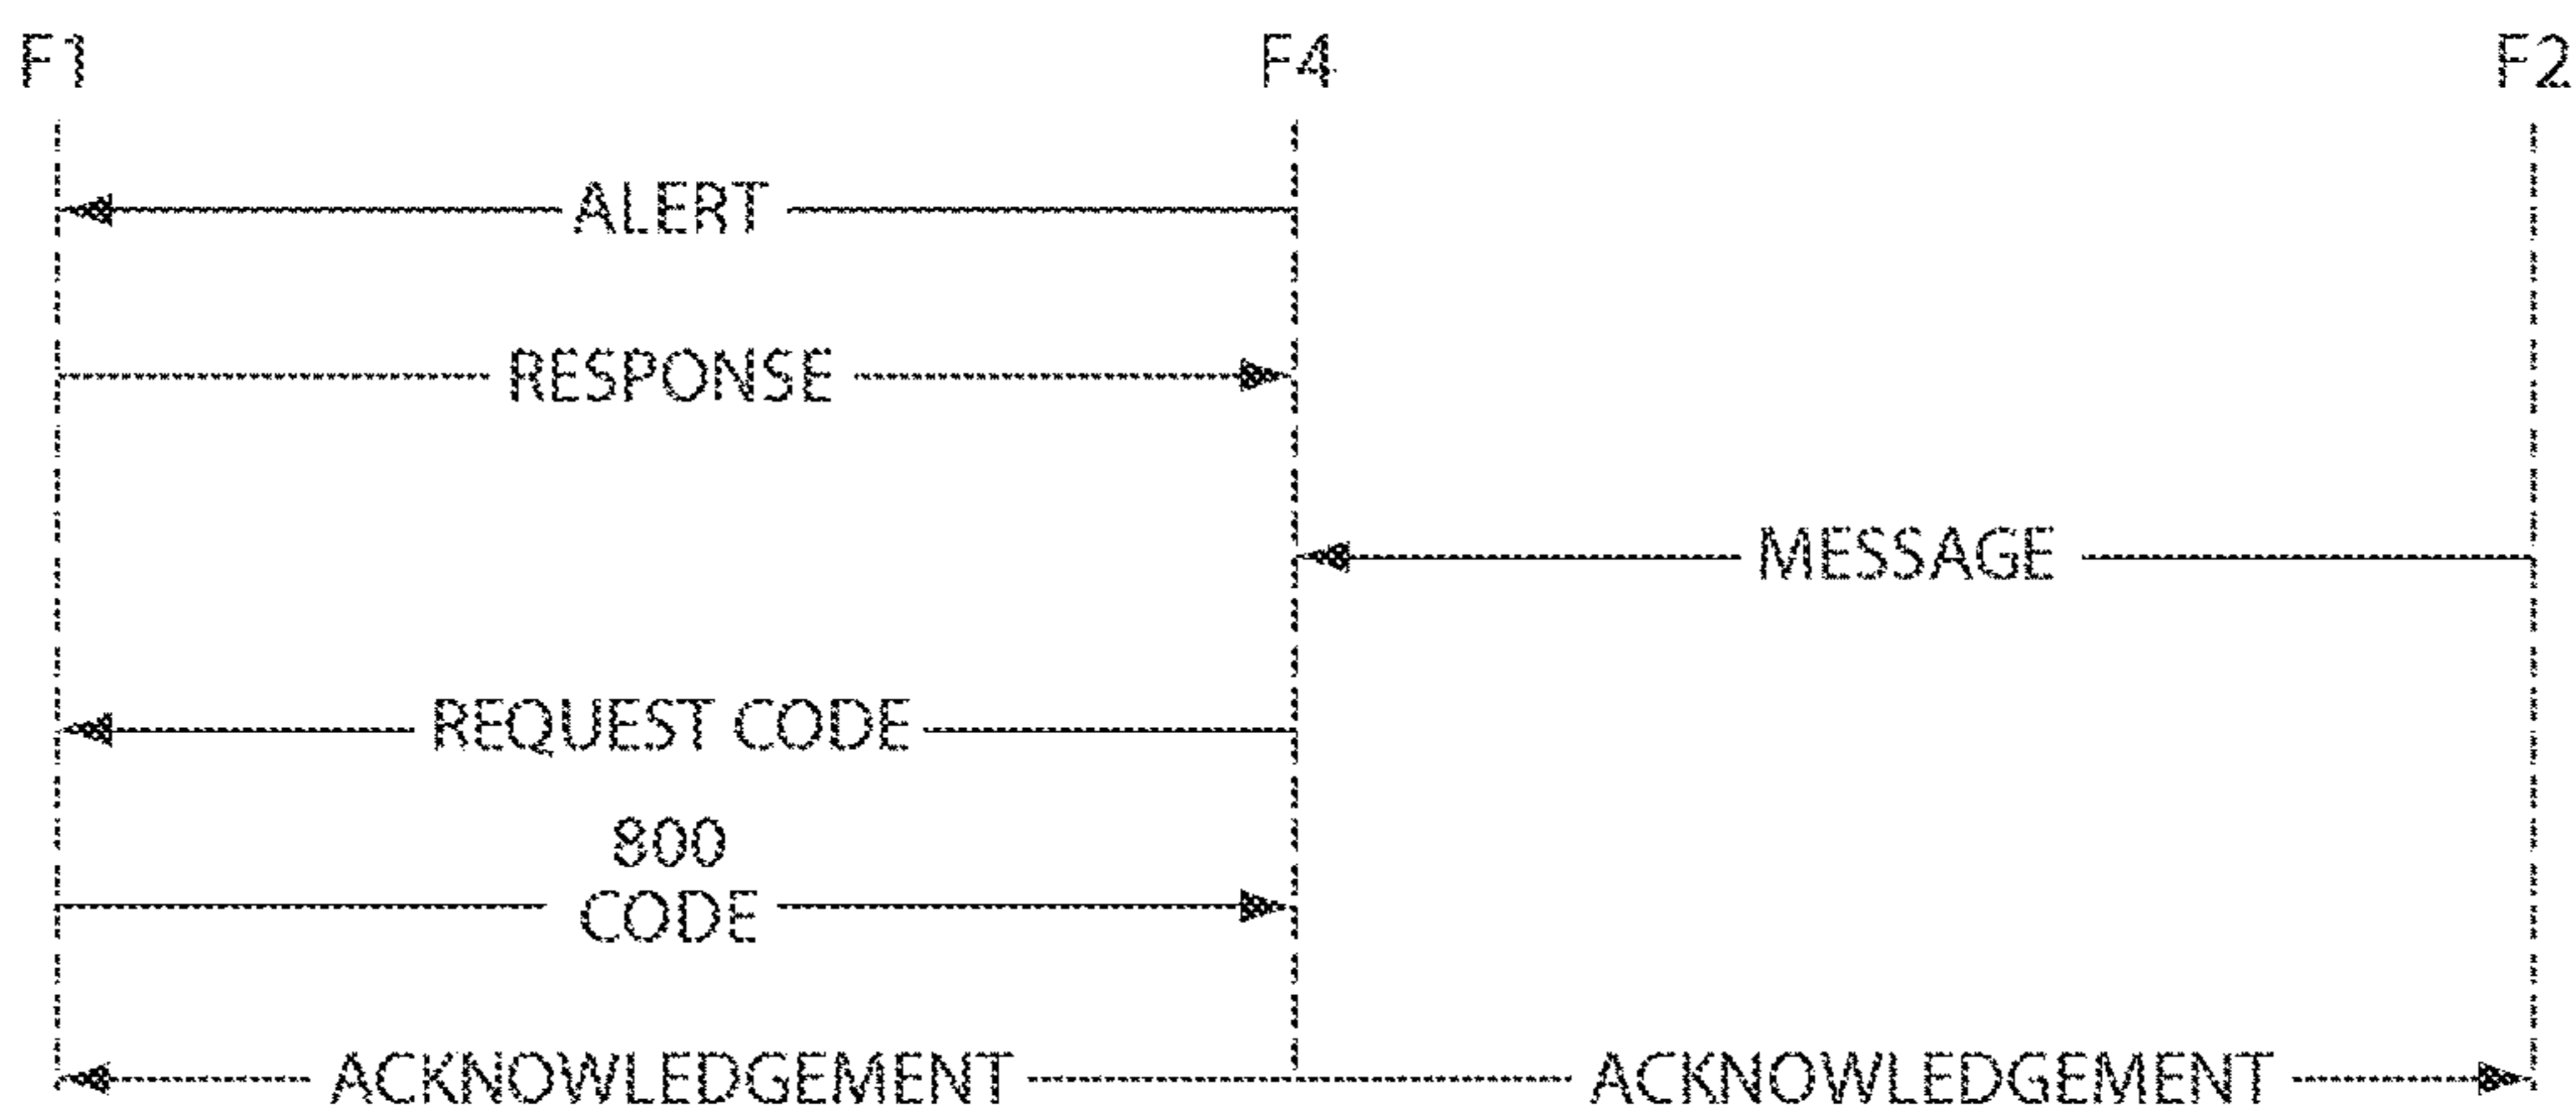 F1 F4 F2
ALERT
RESPONSE
MESSAGE
REQUEST CODE
800
CODE
ACKNOWLEDGEMENT ACKNOWLEDGEMENT